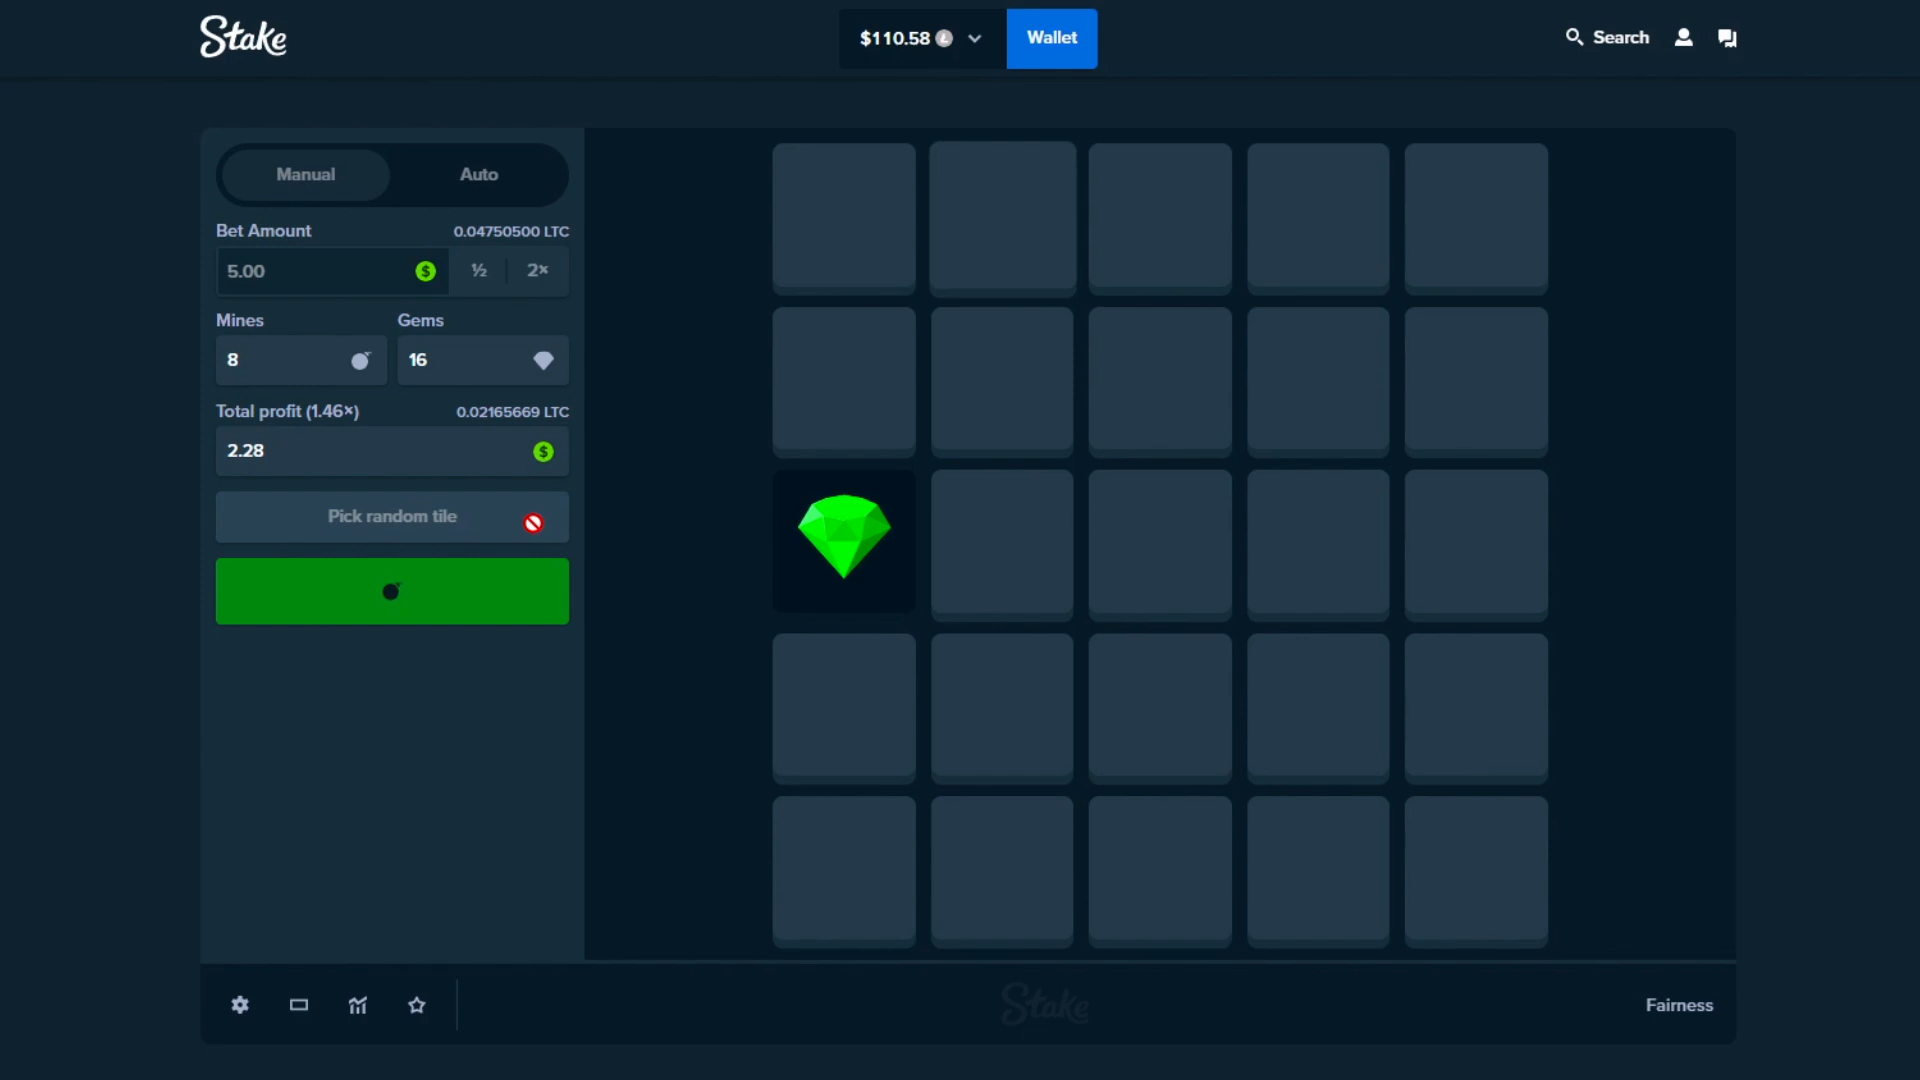 Stake
$110.58
Wallet
Search
Manual
Auto
Bet Amount
0.04750500 LTC
5.00
$
½
2×
Mines
Gems
8
16
Total profit (1.46×)
0.02165669 LTC
2.28
$
Pick random tile
Stake
Fairness